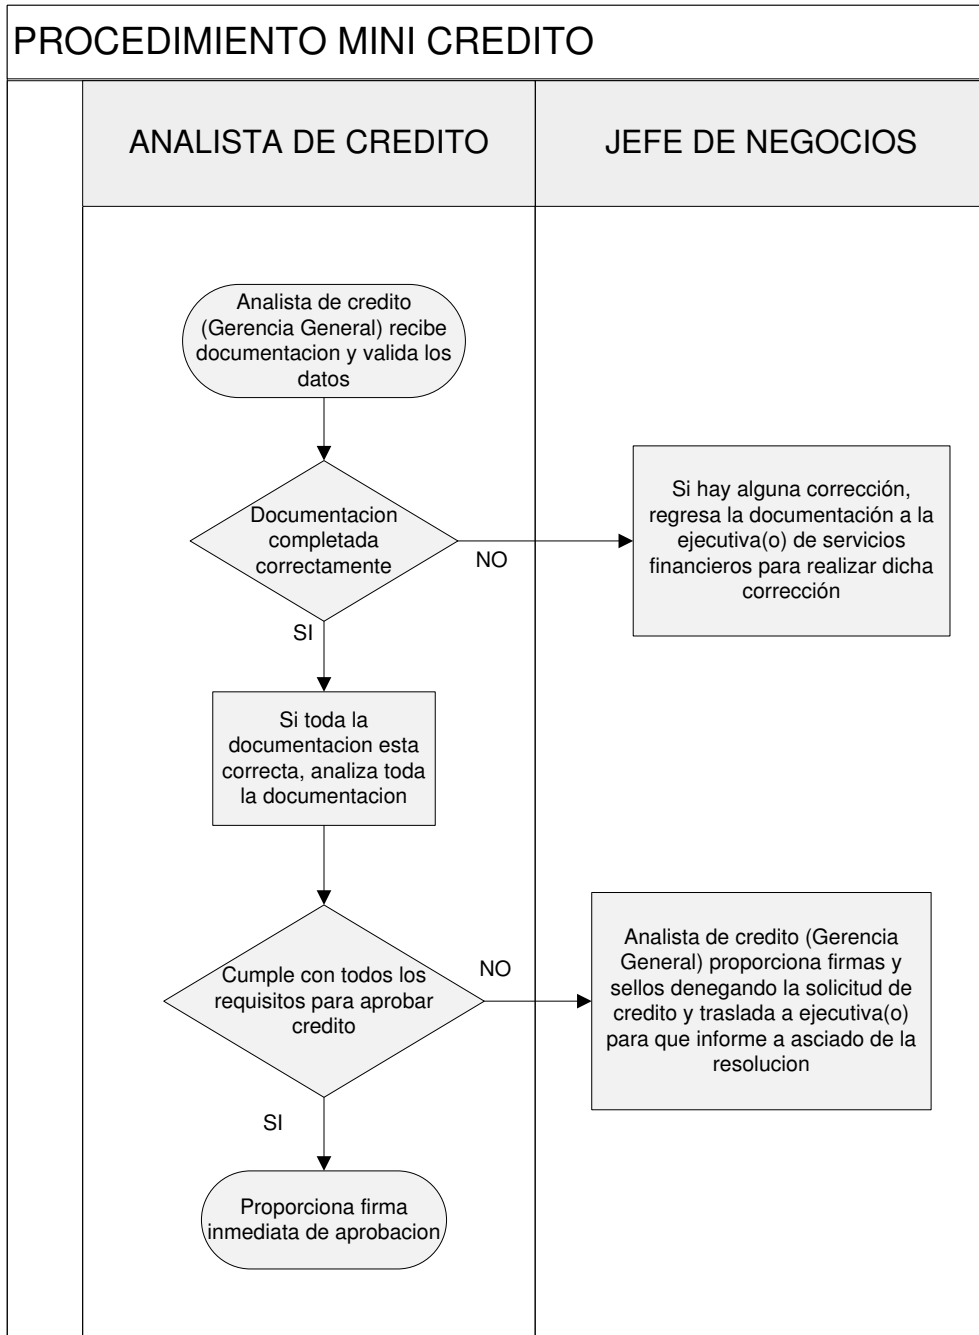 PROCEDIMIENTO MINI CREDITO
ANALISTA DE CREDITO
JEFE DE NEGOCIOS
Analista de credito
(Gerencia General) recibe
documentacion y valida los
datos
Documentacion
completada
correctamente
NO
Si hay alguna corrección,
regresa la documentación a la
ejecutiva(o) de servicios
financieros para realizar dicha
corrección
SI
Si toda la
documentacion esta
correcta, analiza toda
la documentacion
Cumple con todos los
requisitos para aprobar
credito
NO
Analista de credito (Gerencia
General) proporciona firmas y
sellos denegando la solicitud de
credito y traslada a ejecutiva(o)
para que informe a asciado de la
resolucion
SI
Proporciona firma
inmediata de aprobacion